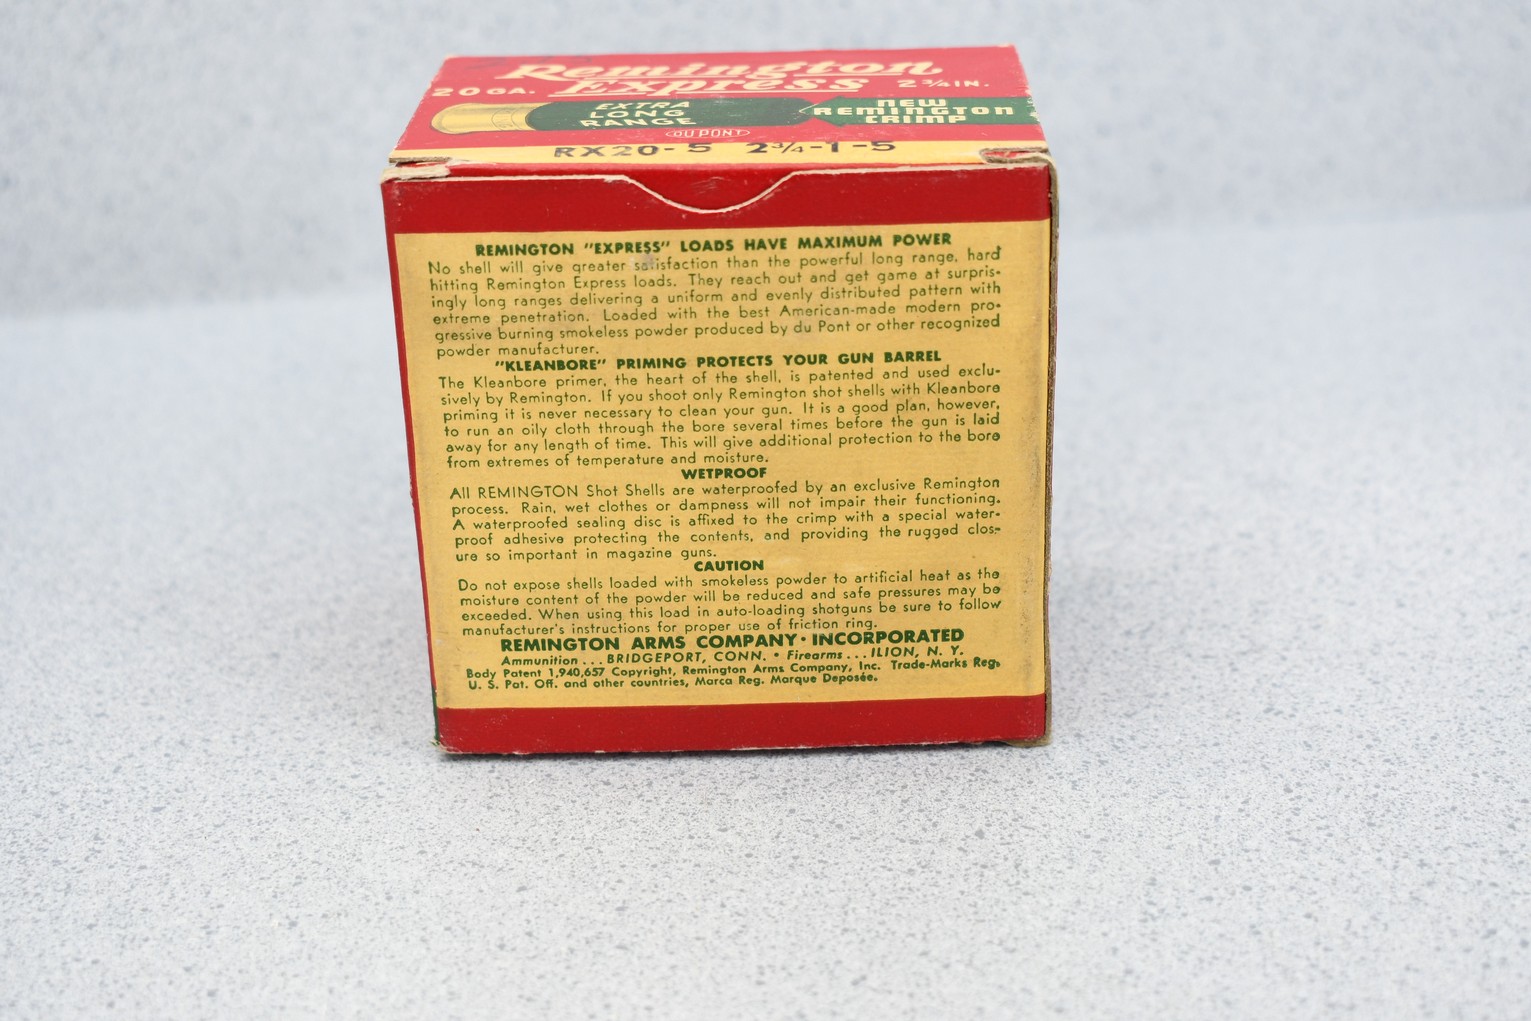 Remington
Express
20 GA.
2 3/4 IN.
EXTRA
LONG
RANGE
NEW
REMINGTON
CRIMP
DU PONT
RX20-5 2 3/4-1-5
REMINGTON "EXPRESS" LOADS HAVE MAXIMUM POWER
No shell will give greater satisfaction than the powerful long range, hard
hitting Remington Express loads. They reach out and get game at surpris-
ingly long ranges delivering a uniform and evenly distributed pattern with
extreme penetration. Loaded with the best American-made modern pro-
gressive burning smokeless powder produced by du Pont or other recognized
powder manufacturer.
"KLEANBORE" PRIMING PROTECTS YOUR GUN BARREL
The Kleanbore primer, the heart of the shell, is patented and used exclu-
sively by Remington. If you shoot only Remington shot shells with Kleanbore
priming it is never necessary to clean your gun. It is a good plan, however,
to run an oily cloth through the bore several times before the gun is laid
away for any length of time. This will give additional protection to the bore
from extremes of temperature and moisture.
WETPROOF
All REMINGTON Shot Shells are waterproofed by an exclusive Remington
process. Rain, wet clothes or dampness will not impair their functioning.
A waterproofed sealing disc is affixed to the crimp with a special water-
proof adhesive protecting the contents, and providing the rugged clos-
ure so important in magazine guns.
CAUTION
Do not expose shells loaded with smokeless powder to artificial heat as the
moisture content of the powder will be reduced and safe pressures may be
exceeded. When using this load in auto-loading shotguns be sure to follow
manufacturer's instructions for proper use of friction ring.
REMINGTON ARMS COMPANY · INCORPORATED
Ammunition ... BRIDGEPORT, CONN. • Firearms ... ILION, N. Y.
Body Patent 1,940,657 Copyright, Remington Arms Company, Inc. Trade-Marks Reg.
U. S. Pat. Off. and other countries, Marca Reg. Marque Deposée.